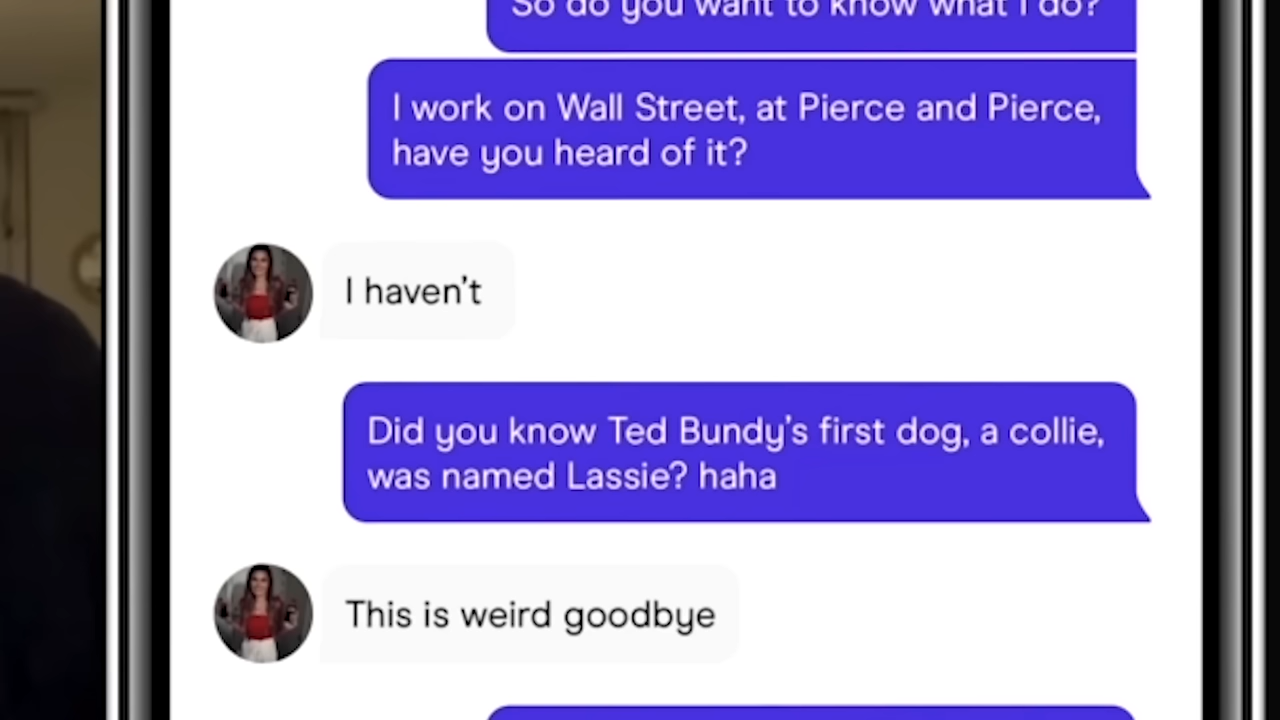 So do you want to know what I do?
I work on Wall Street, at Pierce and Pierce,
have you heard of it?
I haven't
Did you know Ted Bundy's first dog, a collie,
was named Lassie? haha
This is weird goodbye